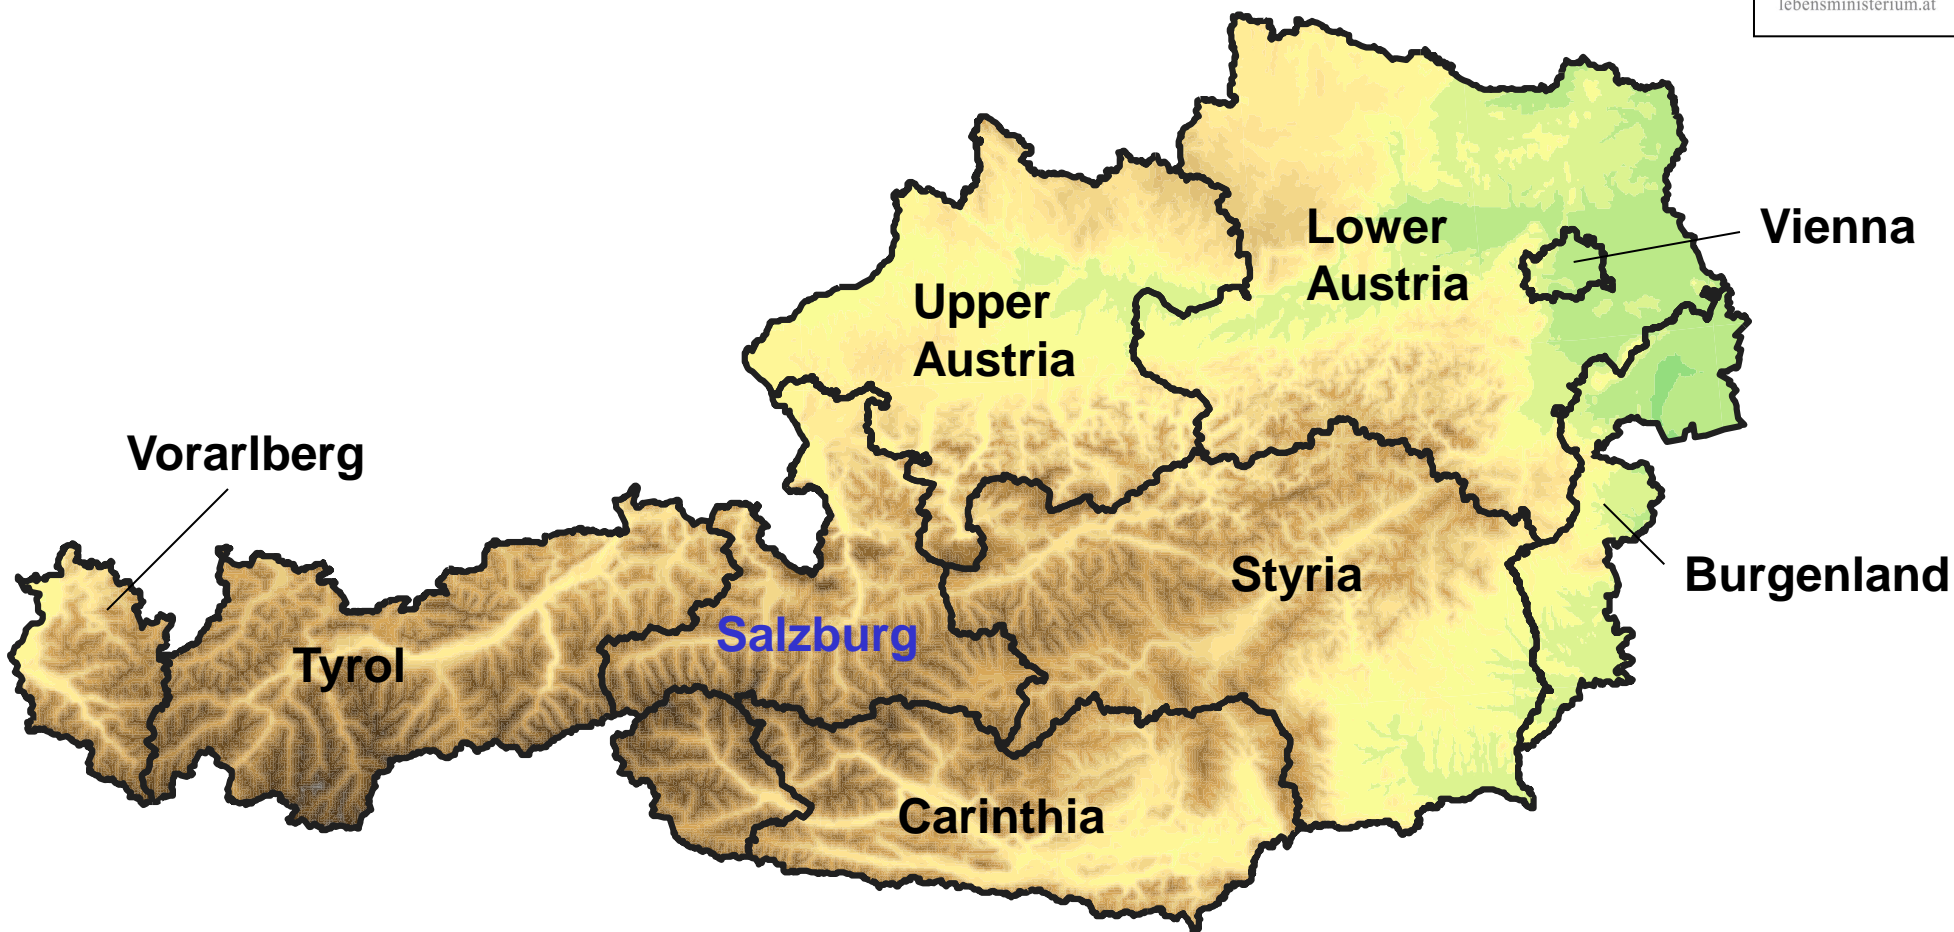 lebensministerium.at
Lower
Austria
Vienna
Upper
Austria
Vorarlberg
Styria
Burgenland
Salzburg
Tyrol
Carinthia